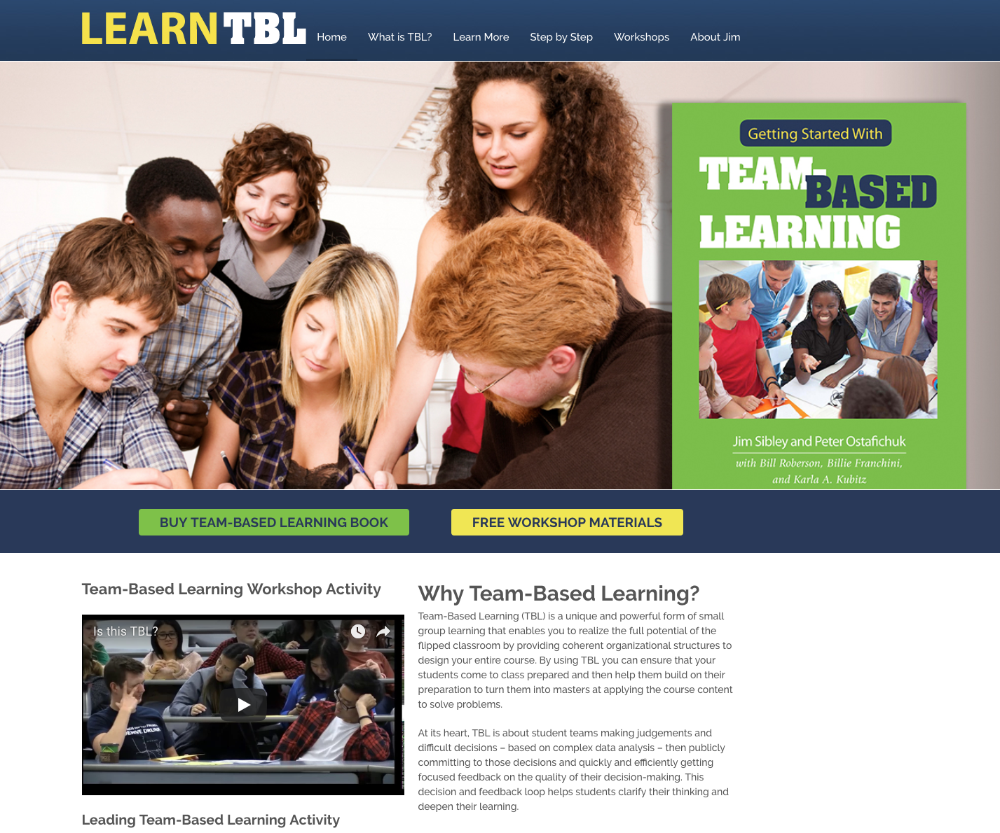 LEARNTBL
Home
What is TBL?
Learn More
Step by Step
Workshops
About Jim
Getting Started With
TEAM-
BASED
LEARNING
Jim Sibley and Peter Ostafichuk
with Bill Roberson, Billie Franchini,
and Karla A. Kubitz
BUY TEAM-BASED LEARNING BOOK
FREE WORKSHOP MATERIALS
Team-Based Learning Workshop Activity
Is this TBL?
Leading Team-Based Learning Activity
Why Team-Based Learning?
Team-Based Learning (TBL) is a unique and powerful form of small
group learning that enables you to realize the full potential of the
flipped classroom by providing coherent organizational structures to
design your entire course. By using TBL you can ensure that your
students come to class prepared and then help them build on their
preparation to turn them into masters at applying the course content
to solve problems.
At its heart, TBL is about student teams making judgements and
difficult decisions – based on complex data analysis – then publicly
committing to those decisions and quickly and efficiently getting
focused feedback on the quality of their decision-making. This
decision and feedback loop helps students clarify their thinking and
deepen their learning.